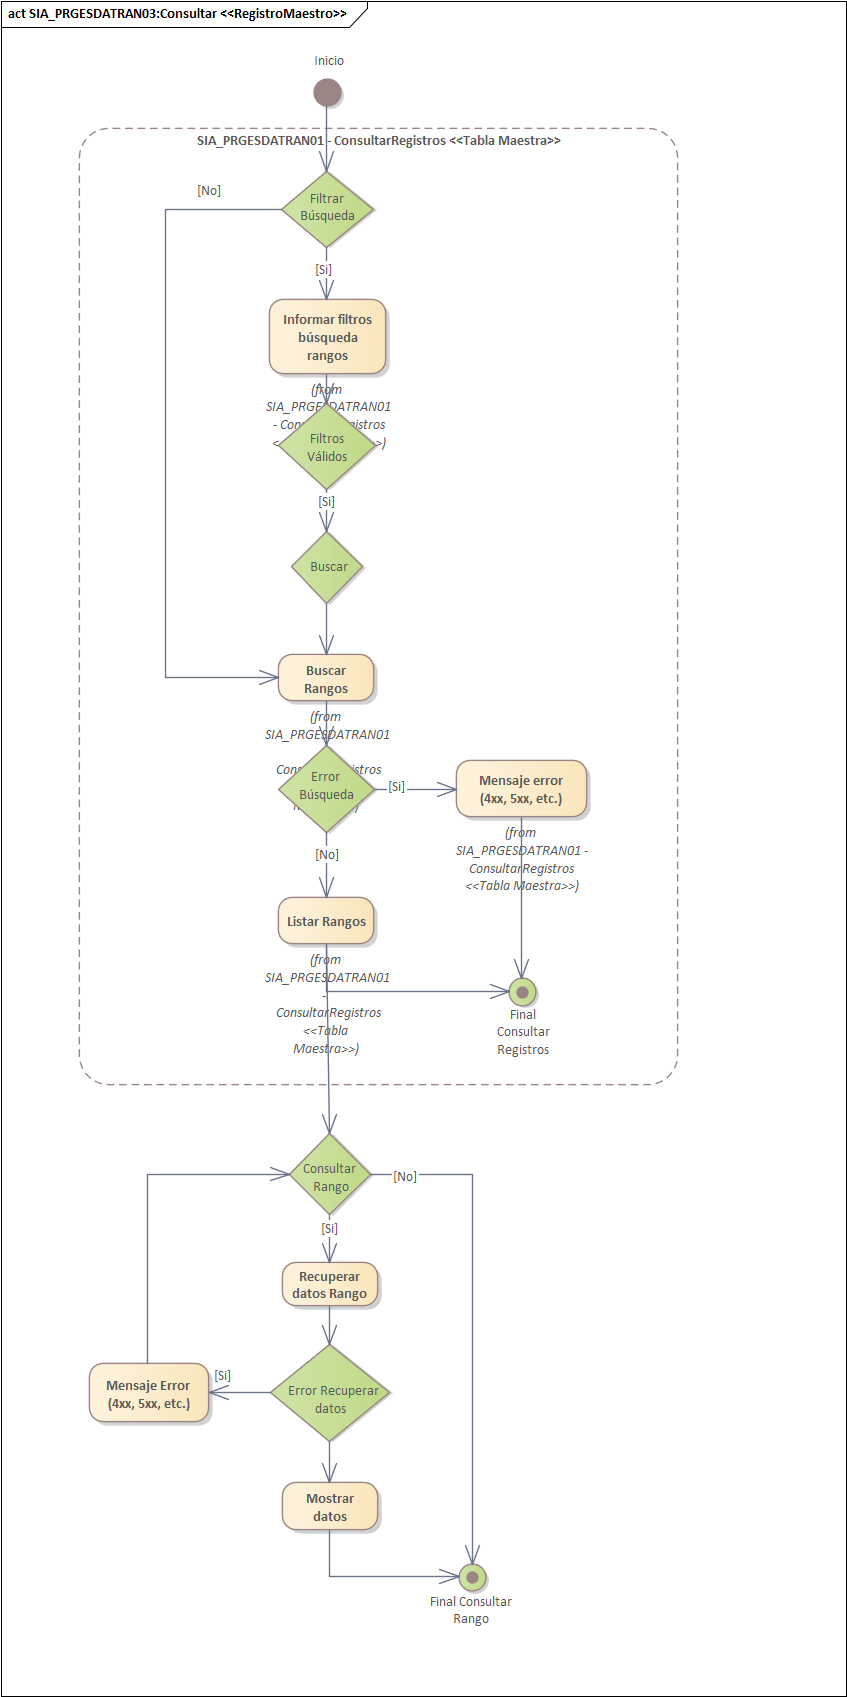 act SIA_PRGESDATRAN03:Consultar <<RegistroMaestro>>
Inicio
SIA_PRGESDATRAN01 - ConsultarRegistros <<Tabla Maestra>>
[No]
Filtrar
Búsqueda
[Si]
Informar filtros
búsqueda
rangos
(from
SIA_PRGESDATRAN01
Filtros
Válidos
[Si]
Buscar
Buscar
Rangos
(from
SIA_PRGESDATRAN01
Error
Búsqueda
[Si]
Mensaje error
(4xx, 5xx, etc.)
(from
SIA_PRGESDATRAN01 -
ConsultarRegistros
<<Tabla Maestra>>)
[No]
Listar Rangos
(from
SIA_PRGESDATRAN01
-
ConsultarRegistros
<<Tabla
Maestra>>)
Final
Consultar
Registros
Consultar
Rango
[No]
[Si]
Recuperar
datos Rango
Error Recuperar
datos
[Si]
Mensaje Error
(4xx, 5xx, etc.)
Mostrar
datos
Final Consultar
Rango